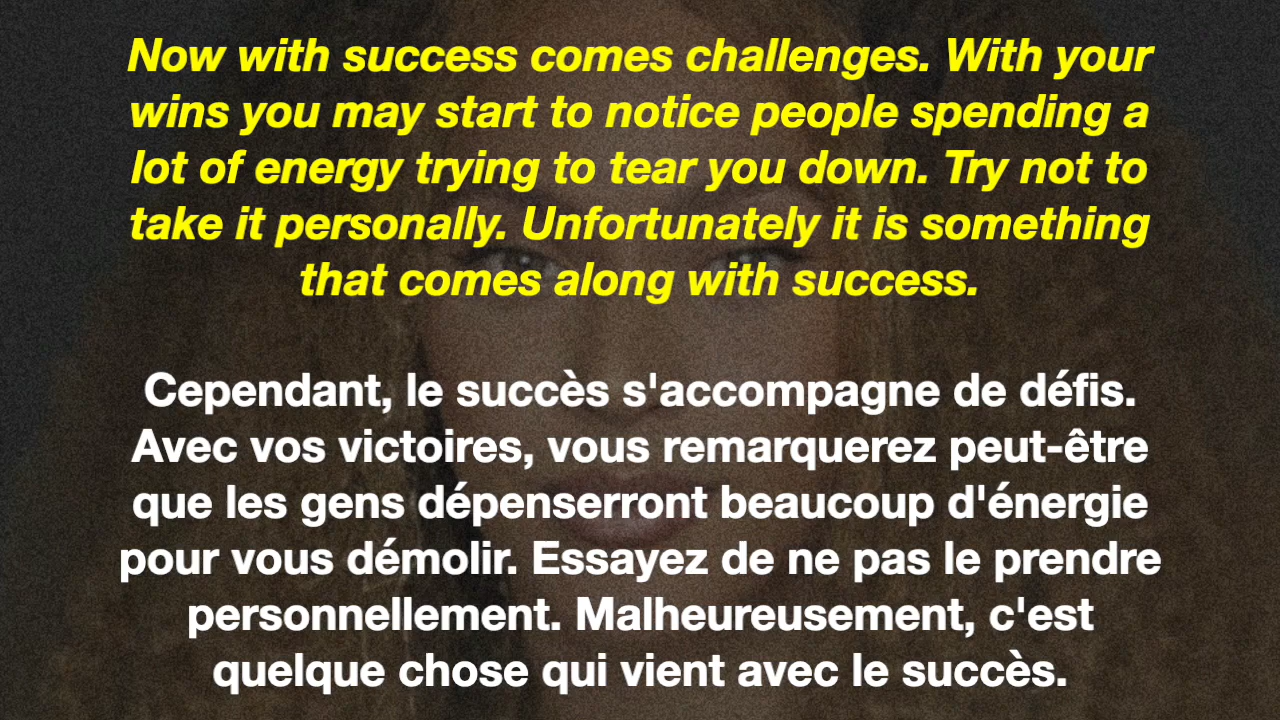 Now with success comes challenges. With your
wins you may start to notice people spending a
lot of energy trying to tear you down. Try not to
take it personally. Unfortunately it is something
that comes along with success.
Cependant, le succès s'accompagne de défis.
Avec vos victoires, vous remarquerez peut-être
que les gens dépenserront beaucoup d'énergie
pour vous démolir. Essayez de ne pas le prendre
personnellement. Malheureusement, c'est
quelque chose qui vient avec le succès.